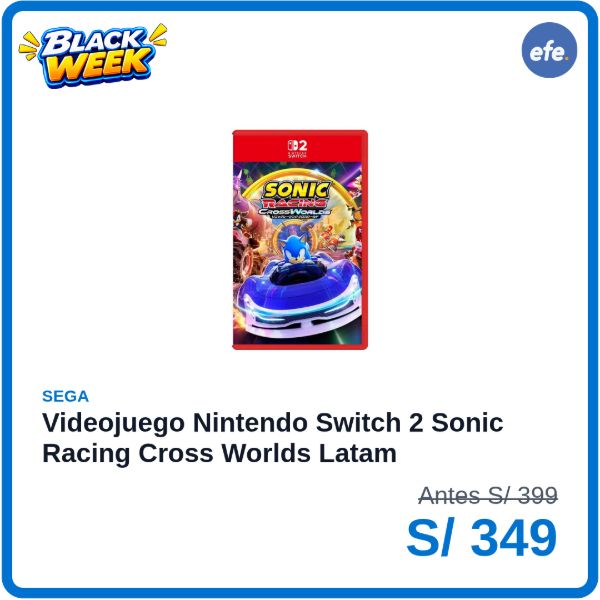 BLACK
WEEK
efe.
2
NINTENDO
SWITCH
SONIC
RACING
CROSSWORLDS
SEGA
Videojuego Nintendo Switch 2 Sonic
Racing Cross Worlds Latam
Antes S/ 399
S/ 349